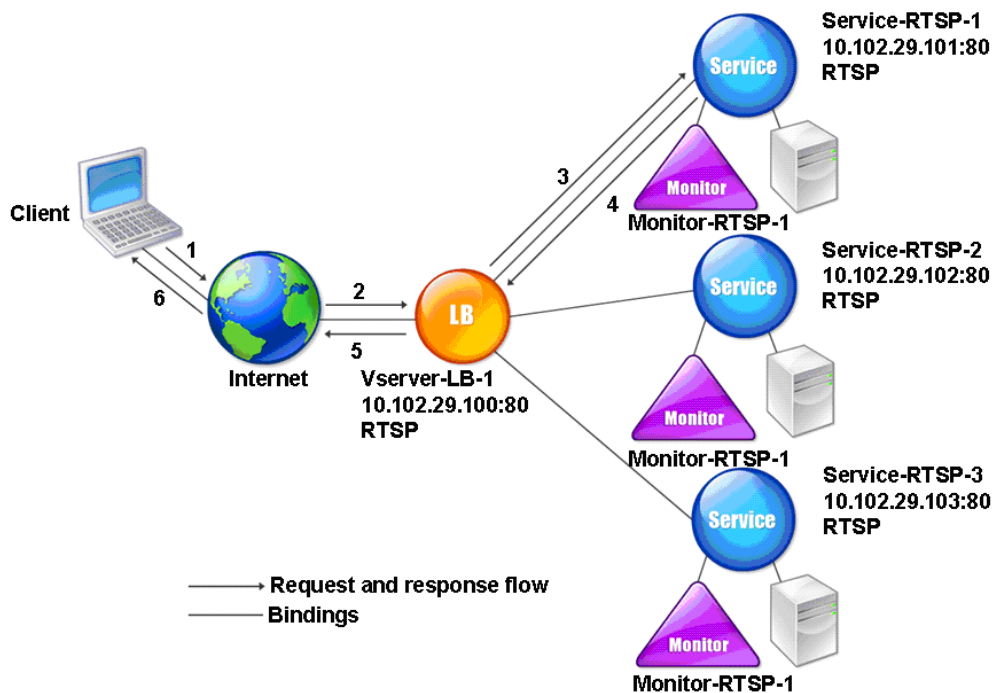 Service-RTSP-1
10.102.29.101:80
RTSP
Service
Monitor
Monitor-RTSP-1
3
4
Client
1
6
Internet
2
5
LB
Vserver-LB-1
10.102.29.100:80
RTSP
Service-RTSP-2
10.102.29.102:80
RTSP
Service
Monitor
Monitor-RTSP-1
Service-RTSP-3
10.102.29.103:80
RTSP
Service
Monitor
Monitor-RTSP-1
Request and response flow
Bindings